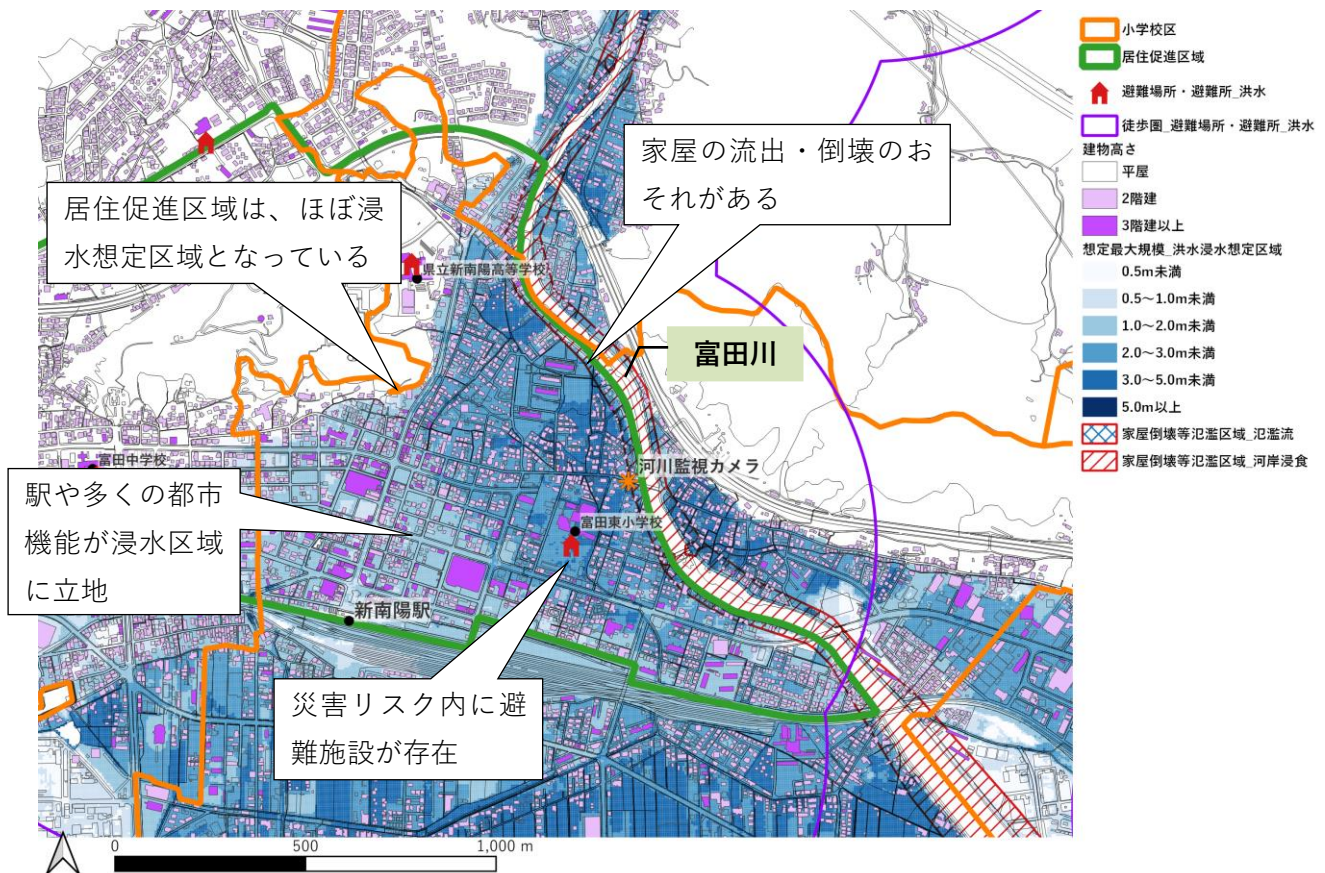 小学校区
居住促進区域
避難場所・避難所_洪水
徒歩圏_避難場所・避難所_洪水
建物高さ
平屋
2階建
3階建以上
想定最大規模_洪水浸水想定区域
0.5m未満
0.5～1.0m未満
1.0～2.0m未満
2.0～3.0m未満
3.0～5.0m未満
5.0m以上
家屋倒壊等氾濫区域_氾濫流
家屋倒壊等氾濫区域_河岸浸食
家屋の流出・倒壊のお
それがある
居住促進区域は、ほぼ浸
水想定区域となっている
県立新南陽高等学校
富田川
富田中学校
河川監視カメラ
駅や多くの都市
機能が浸水区域
に立地
富田東小学校
新南陽駅
災害リスク内に避
難施設が存在
0 500 1,000 m